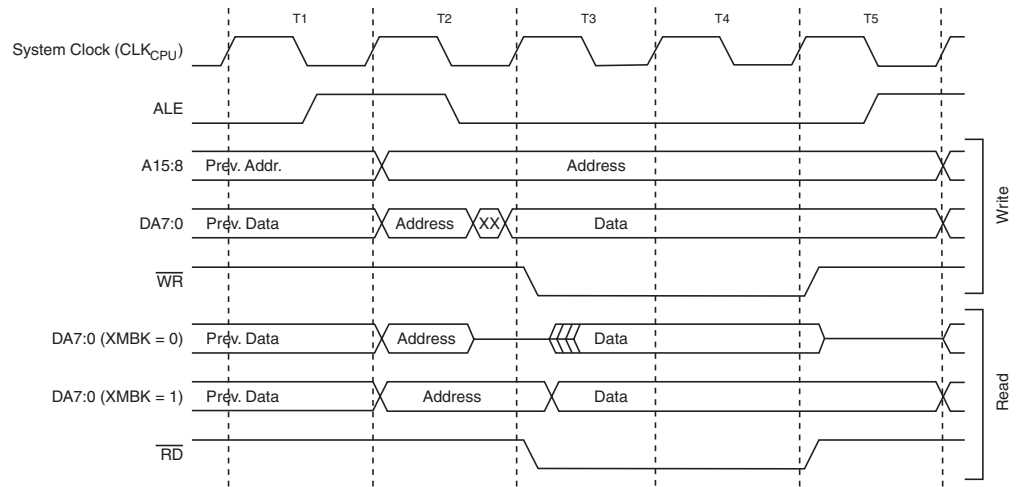 T1 T2 T3 T4 T5
System Clock (CLKCPU)
ALE
A15:8 Prev. Addr. Address
DA7:0 Prev. Data Address XX Data
WR
Write
DA7:0 (XMBK = 0) Prev. Data Address Data
DA7:0 (XMBK = 1) Prev. Data Address Data
RD
Read